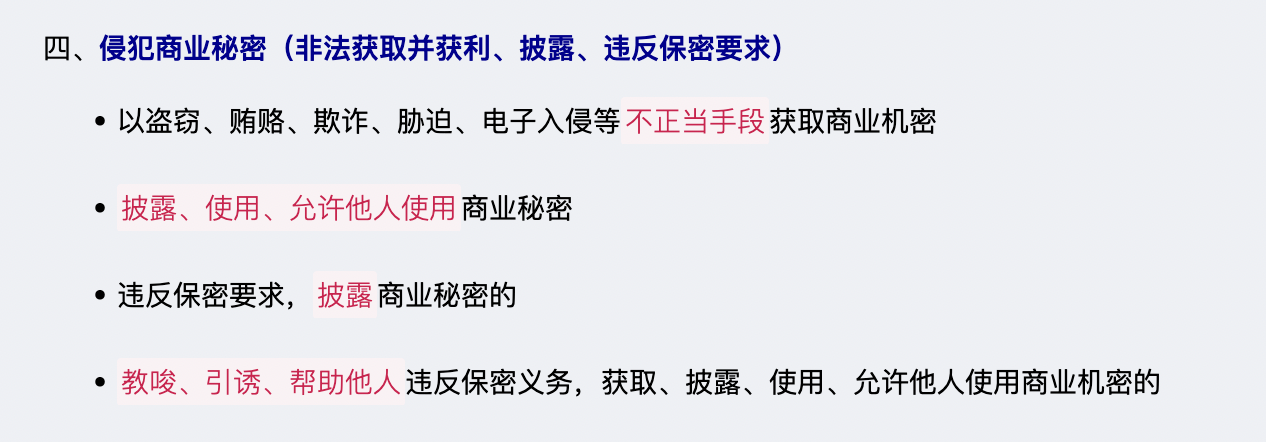 四、侵犯商业秘密（非法获取并获利、披露、违反保密要求）
• 以盗窃、贿赂、欺诈、胁迫、电子入侵等不正当手段获取商业机密
• 披露、使用、允许他人使用商业秘密
• 违反保密要求，披露商业秘密的
• 教唆、引诱、帮助他人违反保密义务，获取、披露、使用、允许他人使用商业机密的